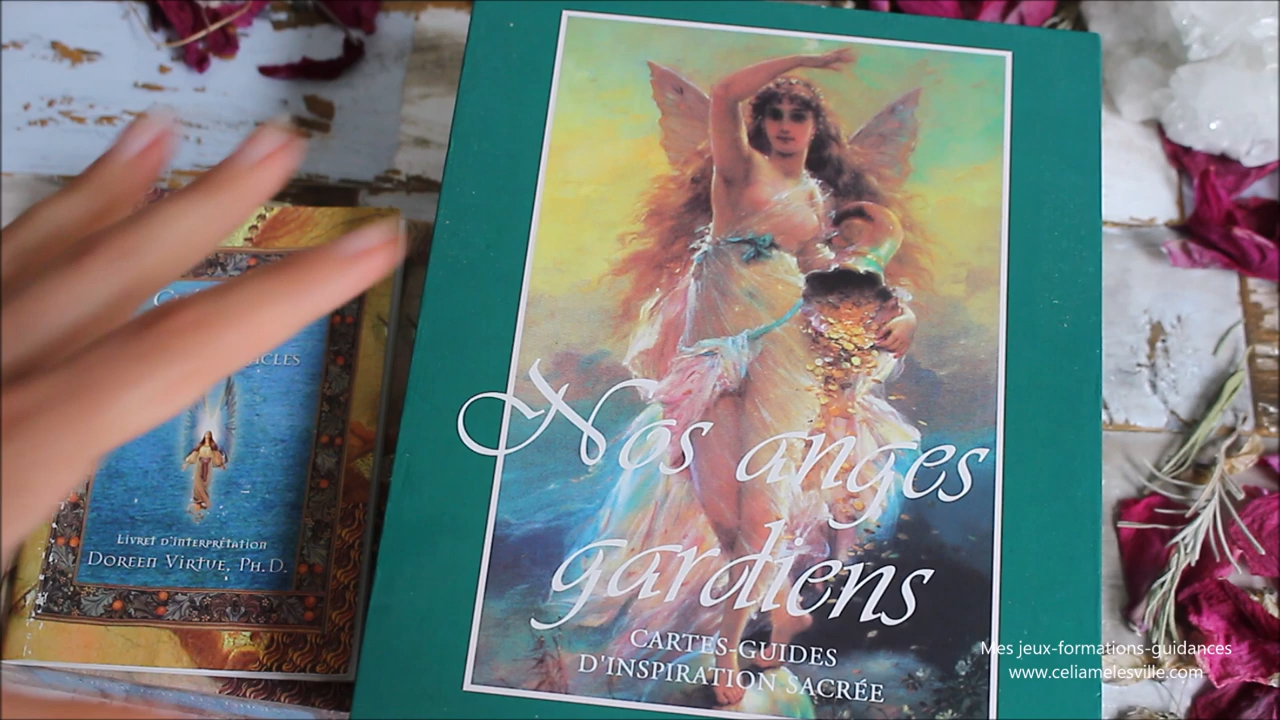 Nos anges
gardiens
CARTES-GUIDES
D'INSPIRATION SACRÉE
Livret d'interprétation
Doreen Virtue, Ph.D.
Mes jeux-formations-guidances
www.celiamelesville.com